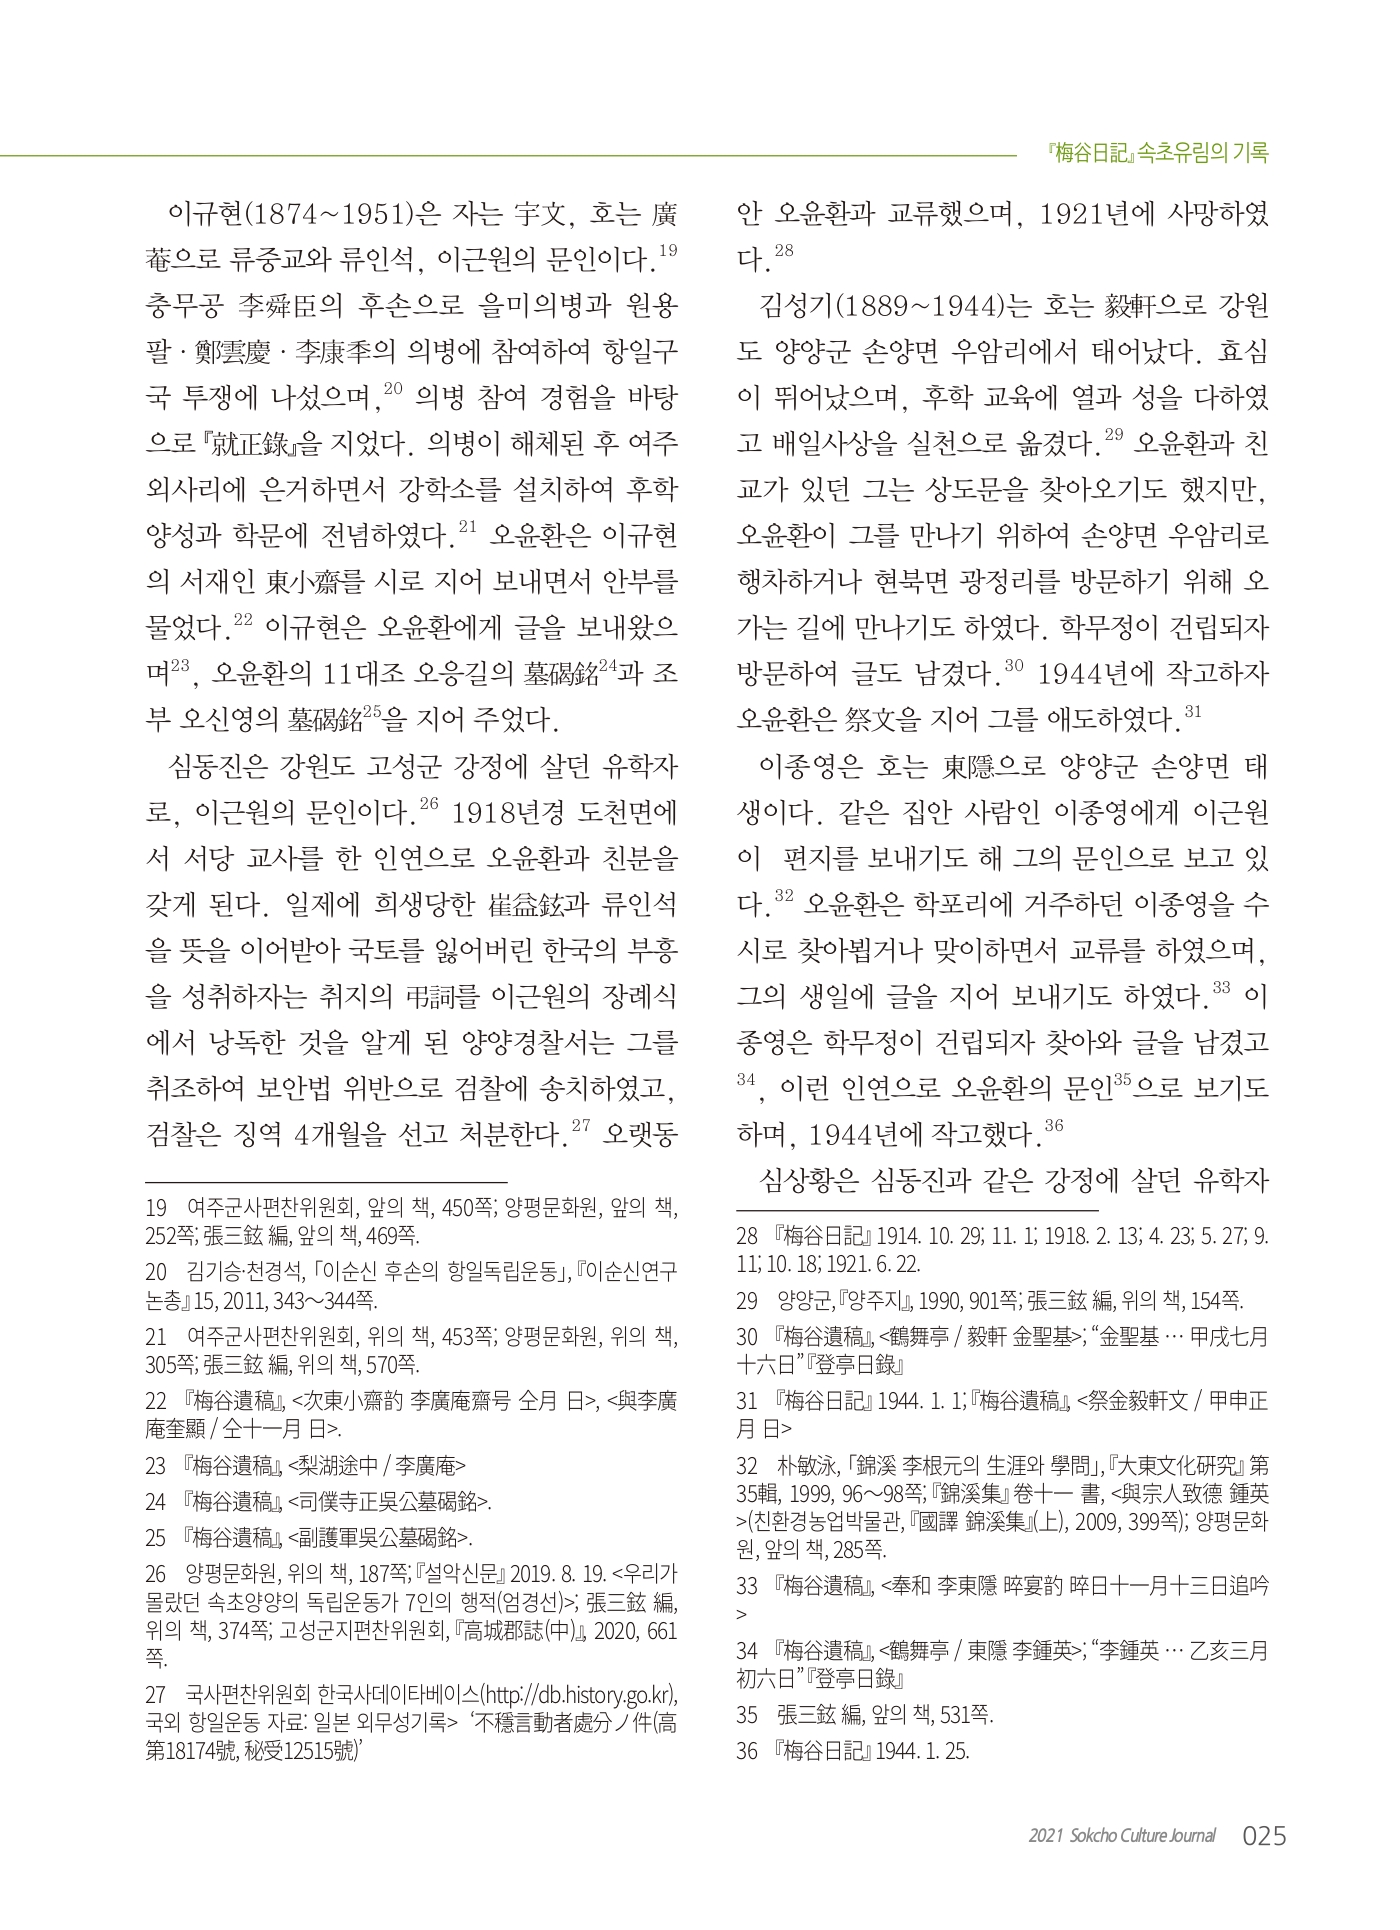 『梅谷日記』속초유림의 기록
이규현(1874~1951)은 자는 宇文, 호는 廣
菴으로 류중교와 류인석, 이근원의 문인이다.19
충무공 李舜臣의 후손으로 을미의병과 원용
팔 · 鄭雲慶 · 李康秊의 의병에 참여하여 항일구
국 투쟁에 나섰으며,20 의병 참여 경험을 바탕
으로『就正錄』을 지었다. 의병이 해체된 후 여주
외사리에 은거하면서 강학소를 설치하여 후학
양성과 학문에 전념하였다.21 오윤환은 이규현
의 서재인 東小齋를 시로 지어 보내면서 안부를
물었다.22 이규현은 오윤환에게 글을 보내왔으
며23, 오윤환의 11대조 오응길의 墓碣銘24과 조
부 오신영의 墓碣銘25을 지어 주었다.
심동진은 강원도 고성군 강정에 살던 유학자
로, 이근원의 문인이다.26 1918년경 도천면에
서 서당 교사를 한 인연으로 오윤환과 친분을
갖게 된다. 일제에 희생당한 崔益鉉과 류인석
을 뜻을 이어받아 국토를 잃어버린 한국의 부흥
을 성취하자는 취지의 弔詞를 이근원의 장례식
에서 낭독한 것을 알게 된 양양경찰서는 그를
취조하여 보안법 위반으로 검찰에 송치하였고,
검찰은 징역 4개월을 선고 처분한다.27 오랫동
19 여주군사편찬위원회, 앞의 책, 450쪽; 양평문화원, 앞의 책,
252쪽; 張三鉉 編, 앞의 책, 469쪽.
20 김기승·천경석,「이순신 후손의 항일독립운동」,『이순신연구
논총』15, 2011, 343~344쪽.
21 여주군사편찬위원회, 위의 책, 453쪽; 양평문화원, 위의 책,
305쪽; 張三鉉 編, 위의 책, 570쪽.
22 『梅谷遺稿』, <次東小齋韵 李廣庵齋号 仝月 日>, <與李廣
庵奎顯 / 仝十一月 日>.
23 『梅谷遺稿』, <梨湖途中 / 李廣庵>
24 『梅谷遺稿』, <司僕寺正吳公墓碣銘>.
25 『梅谷遺稿』, <副護軍吳公墓碣銘>.
26 양평문화원, 위의 책, 187쪽;『설악신문』2019. 8. 19. <우리가
몰랐던 속초양양의 독립운동가 7인의 행적(엄경선)>; 張三鉉 編,
위의 책, 374쪽; 고성군지편찬위원회,『高城郡誌(中)』, 2020, 661
쪽.
27 국사편찬위원회 한국사데이타베이스(http://db.history.go.kr),
국외 항일운동 자료: 일본 외무성기록> ‘不穩言動者處分ノ件(高
第18174號, 秘受12515號)’
안 오윤환과 교류했으며, 1921년에 사망하였
다.28
김성기(1889~1944)는 호는 毅軒으로 강원
도 양양군 손양면 우암리에서 태어났다. 효심
이 뛰어났으며, 후학 교육에 열과 성을 다하였
고 배일사상을 실천으로 옮겼다.29 오윤환과 친
교가 있던 그는 상도문을 찾아오기도 했지만,
오윤환이 그를 만나기 위하여 손양면 우암리로
행차하거나 현북면 광정리를 방문하기 위해 오
가는 길에 만나기도 하였다. 학무정이 건립되자
방문하여 글도 남겼다.30 1944년에 작고하자
오윤환은 祭文을 지어 그를 애도하였다.31
이종영은 호는 東隱으로 양양군 손양면 태
생이다. 같은 집안 사람인 이종영에게 이근원
이 편지를 보내기도 해 그의 문인으로 보고 있
다.32 오윤환은 학포리에 거주하던 이종영을 수
시로 찾아뵙거나 맞이하면서 교류를 하였으며,
그의 생일에 글을 지어 보내기도 하였다.33 이
종영은 학무정이 건립되자 찾아와 글을 남겼고
34, 이런 인연으로 오윤환의 문인35으로 보기도
하며, 1944년에 작고했다.36
심상황은 심동진과 같은 강정에 살던 유학자
28 『梅谷日記』1914. 10. 29; 11. 1; 1918. 2. 13; 4. 23; 5. 27; 9.
11; 10. 18; 1921. 6. 22.
29 양양군,『양주지』, 1990, 901쪽; 張三鉉 編, 위의 책, 154쪽.
30 『梅谷遺稿』, <鶴舞亭 / 毅軒 金聖基>; “金聖基 … 甲戌七月
十六日”『登亭日錄』
31 『梅谷日記』1944. 1. 1;『梅谷遺稿』, <祭金毅軒文 / 甲申正
月 日>
32 朴敏泳,「錦溪 李根元의 生涯와 學問」,『大東文化硏究』第
35輯, 1999, 96~98쪽;『錦溪集』卷十一 書, <與宗人致德 鍾英
>(친환경농업박물관,『國譯 錦溪集』(上), 2009, 399쪽); 양평문화
원, 앞의 책, 285쪽.
33 『梅谷遺稿』, <奉和 李東隱 晬宴韵 晬日十一月十三日追吟
>
34 『梅谷遺稿』, <鶴舞亭 / 東隱 李鍾英>; “李鍾英 … 乙亥三月
初六日”『登亭日錄』
35 張三鉉 編, 앞의 책, 531쪽.
36 『梅谷日記』1944. 1. 25.
2021 Sokcho Culture Journal 025